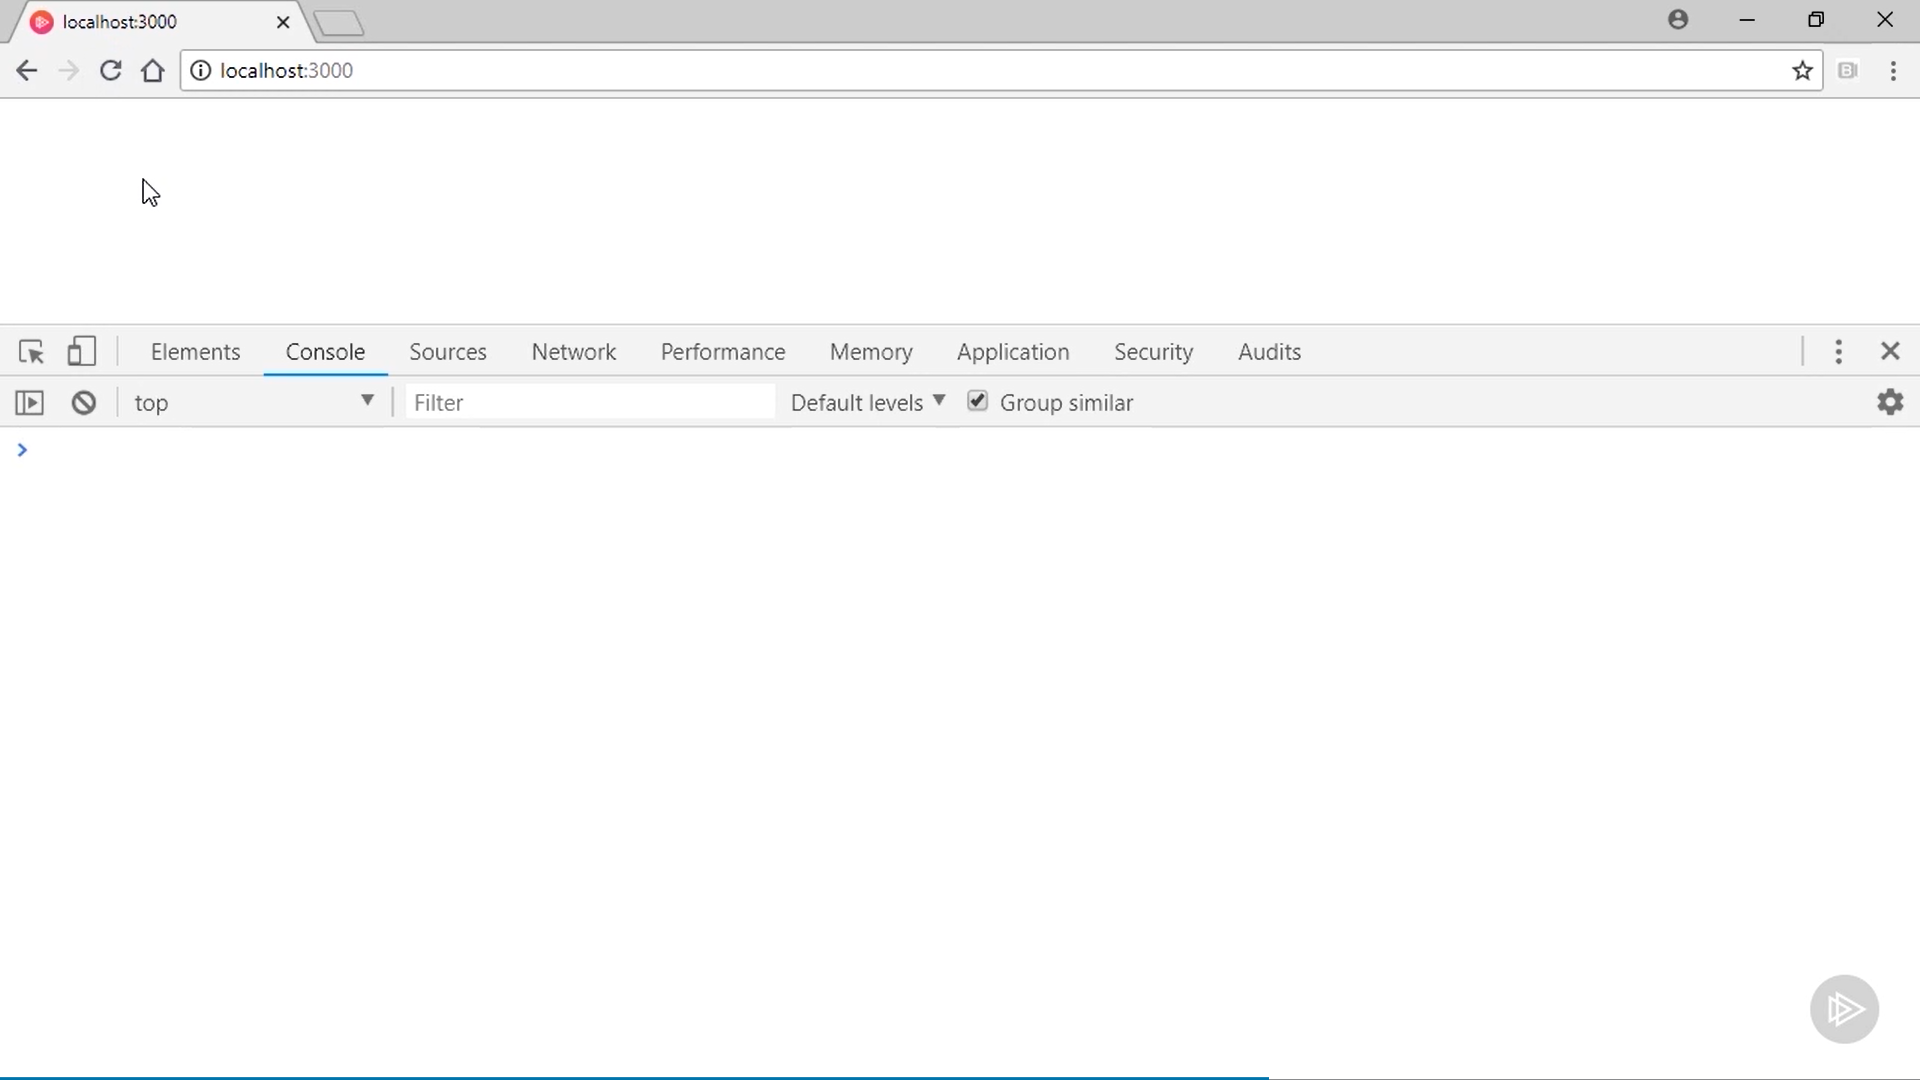 localhost:3000
localhost:3000
Elements Console Sources Network Performance Memory Application Security Audits
top Filter Default levels Group similar